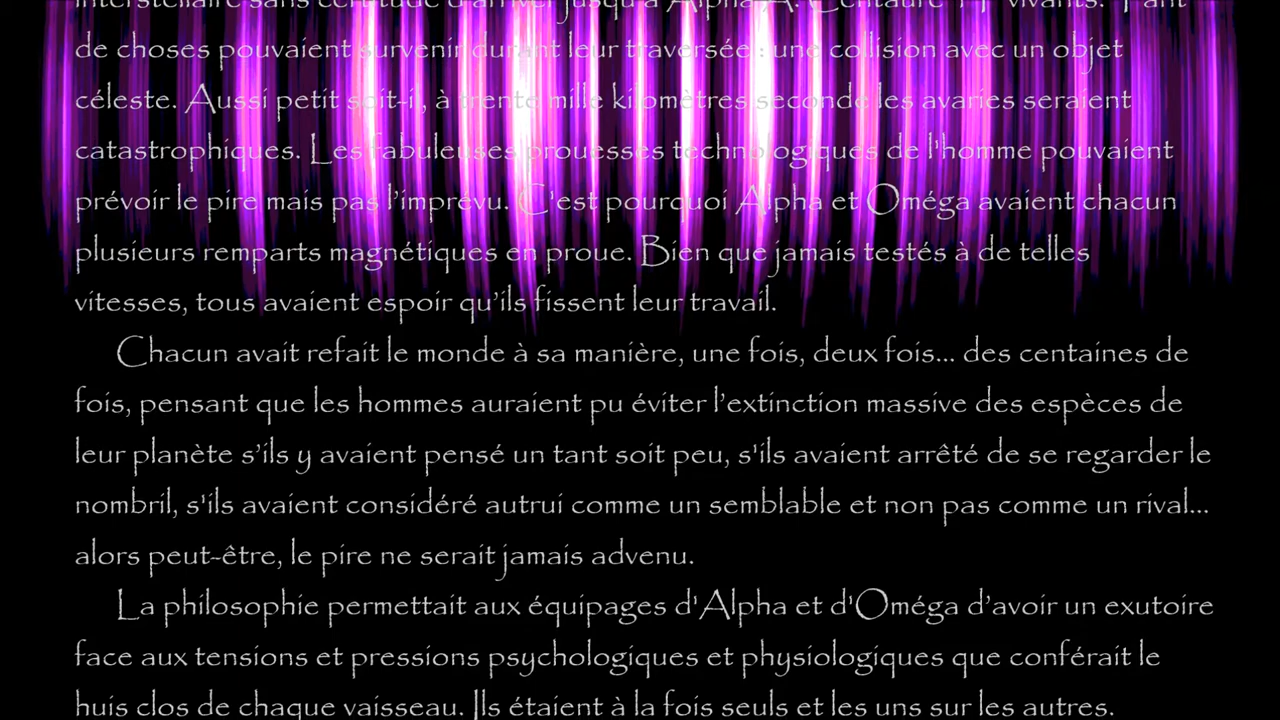 interstellaire sans certitude d'arriver jusqu'à Alpha A. Centaure vivants. Tant
de choses pouvaient survenir durant leur traversée : une collision avec un objet
céleste. Aussi petit soit-il, à trente mille kilomètres seconde les avaries seraient
catastrophiques. Les fabuleuses prouesses technologiques de l'homme pouvaient
prévoir le pire mais pas l’imprévu. C'est pourquoi Alpha et Oméga avaient chacun
plusieurs remparts magnétiques en proue. Bien que jamais testés à de telles
vitesses, tous avaient espoir qu’ils fissent leur travail.
Chacun avait refait le monde à sa manière, une fois, deux fois... des centaines de
fois, pensant que les hommes auraient pu éviter l’extinction massive des espèces de
leur planète s’ils y avaient pensé un tant soit peu, s'ils avaient arrêté de se regarder le
nombril, s'ils avaient considéré autrui comme un semblable et non pas comme un rival...
alors peut-être, le pire ne serait jamais advenu.
La philosophie permettait aux équipages d'Alpha et d'Oméga d’avoir un exutoire
face aux tensions et pressions psychologiques et physiologiques que conférait le
huis clos de chaque vaisseau. Ils étaient à la fois seuls et les uns sur les autres.